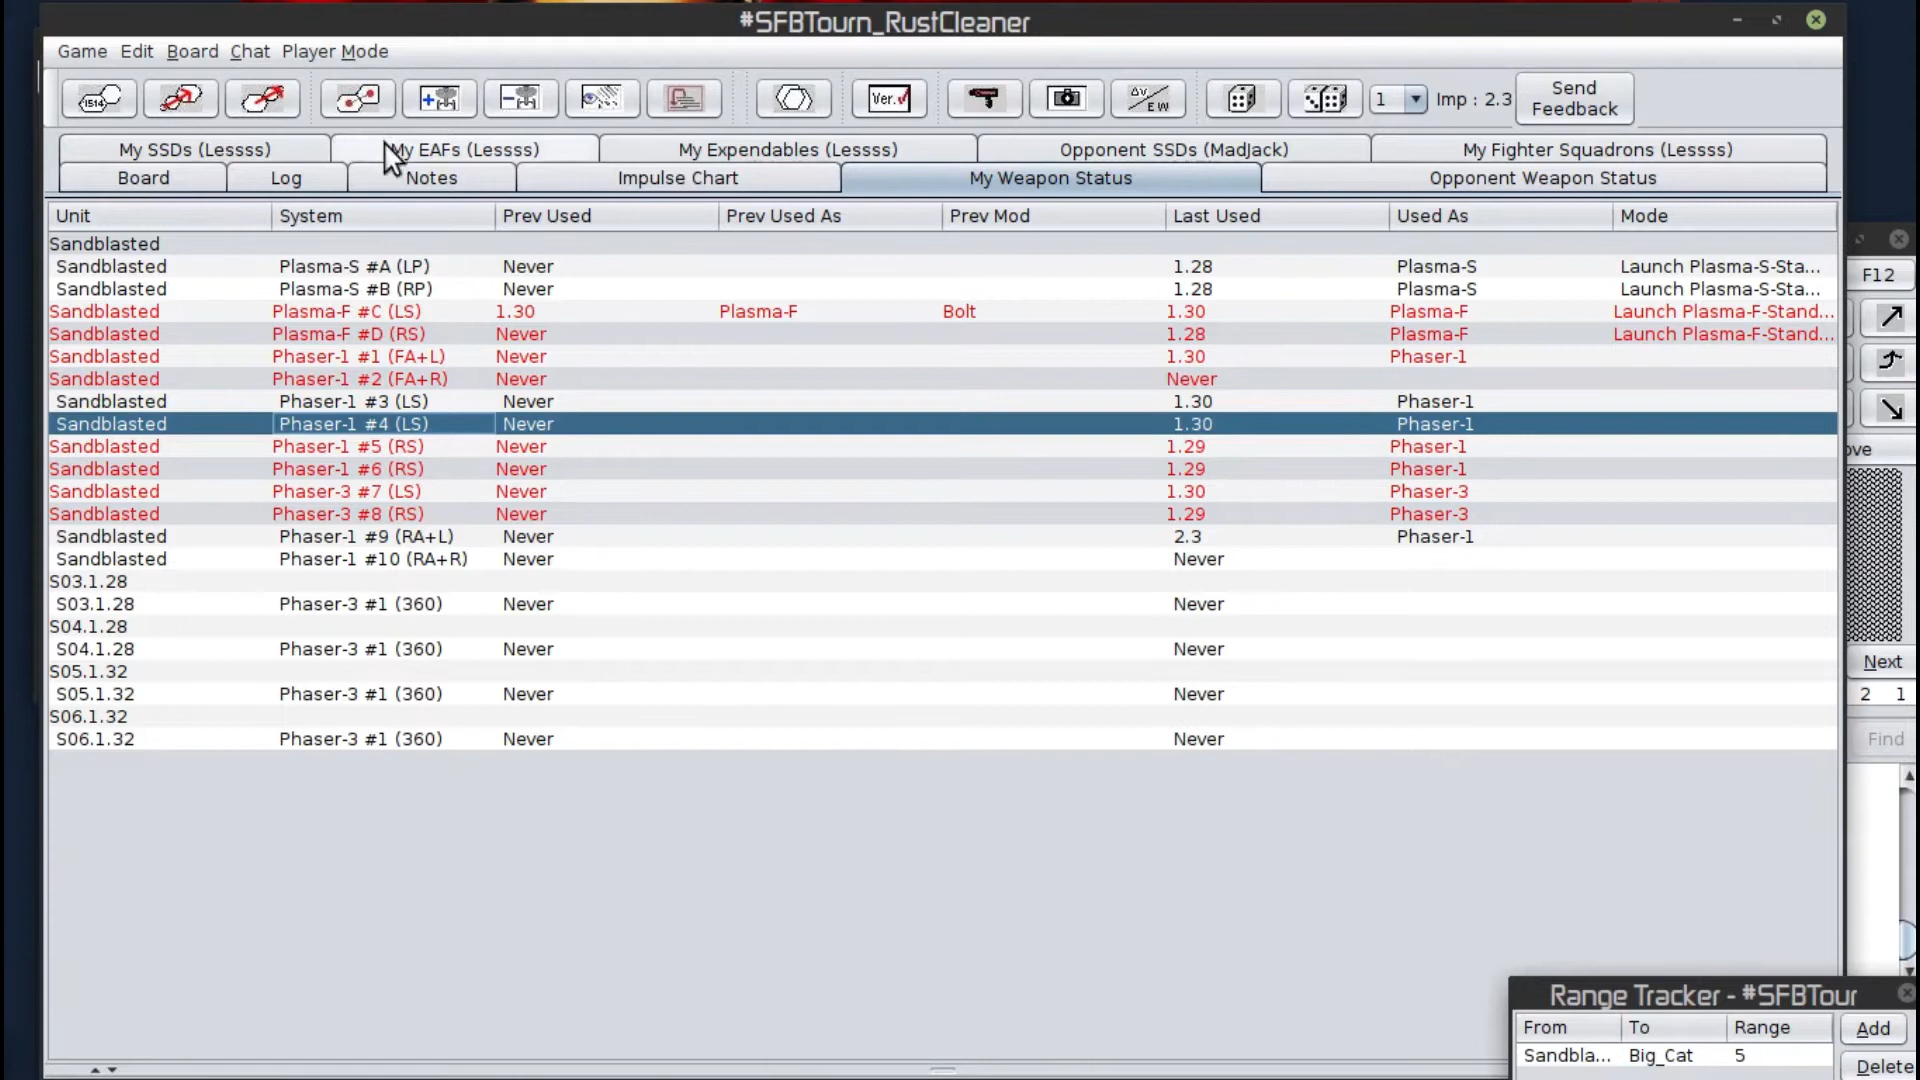 #SFBTourn_RustCleaner
Game Edit Board Chat Player Mode
1514 Ver. ΔV EW 1 Imp : 2.3 Send Feedback
My SSDs (Lessss) My EAFs (Lessss) My Expendables (Lessss) Opponent SSDs (MadJack) My Fighter Squadrons (Lessss)
Board Log Notes Impulse Chart My Weapon Status Opponent Weapon Status
Unit System Prev Used Prev Used As Prev Mod Last Used Used As Mode
Sandblasted
Sandblasted Plasma-S #A (LP) Never 1.28 Plasma-S Launch Plasma-S-Sta...
Sandblasted Plasma-S #B (RP) Never 1.28 Plasma-S Launch Plasma-S-Sta...
Sandblasted Plasma-F #C (LS) 1.30 Plasma-F Bolt 1.30 Plasma-F Launch Plasma-F-Stand...
Sandblasted Plasma-F #D (RS) Never 1.28 Plasma-F Launch Plasma-F-Stand...
Sandblasted Phaser-1 #1 (FA+L) Never 1.30 Phaser-1
Sandblasted Phaser-1 #2 (FA+R) Never Never
Sandblasted Phaser-1 #3 (LS) Never 1.30 Phaser-1
Sandblasted Phaser-1 #4 (LS) Never 1.30 Phaser-1
Sandblasted Phaser-1 #5 (RS) Never 1.29 Phaser-1
Sandblasted Phaser-1 #6 (RS) Never 1.29 Phaser-1
Sandblasted Phaser-3 #7 (LS) Never 1.30 Phaser-3
Sandblasted Phaser-3 #8 (RS) Never 1.29 Phaser-3
Sandblasted Phaser-1 #9 (RA+L) Never 2.3 Phaser-1
Sandblasted Phaser-1 #10 (RA+R) Never Never
S03.1.28
S03.1.28 Phaser-3 #1 (360) Never Never
S04.1.28
S04.1.28 Phaser-3 #1 (360) Never Never
S05.1.32
S05.1.32 Phaser-3 #1 (360) Never Never
S06.1.32
S06.1.32 Phaser-3 #1 (360) Never Never
F12
ove
Next
2 1
Find
Range Tracker - #SFBTour
From To Range Add
Sandbla... Big_Cat 5
Delete